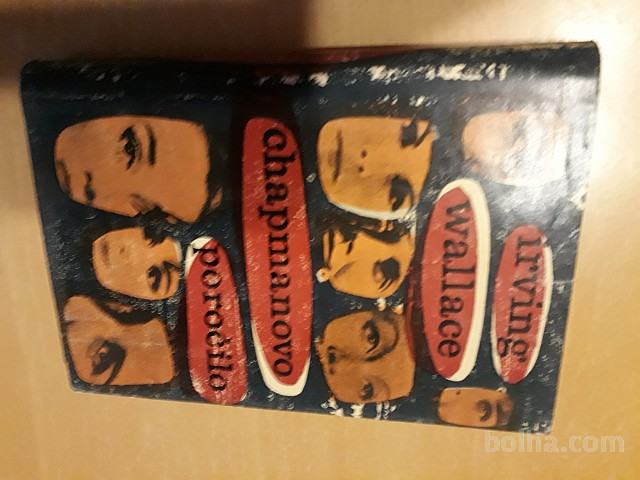 irving
wallace
chapmanovo
poročilo
bolha.com